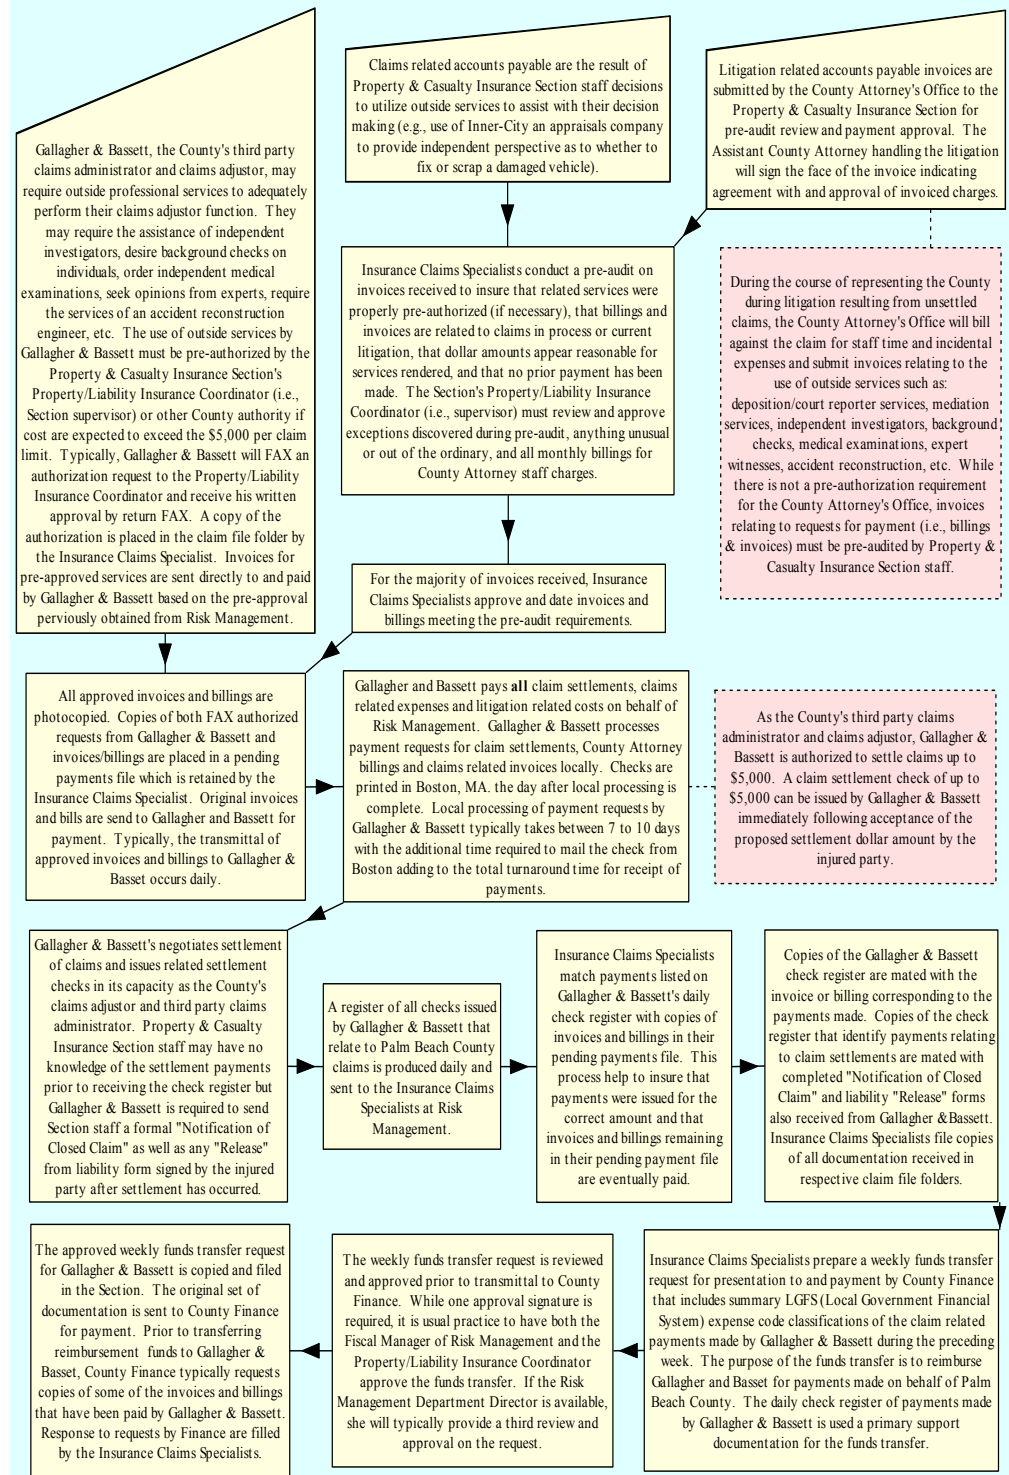 Gallagher & Bassett, the County's third party
claims administrator and claims adjustor, may
require outside professional services to adequately
perform their claims adjustor function.  They
may require the assistance of independent
investigators, desire background checks on
individuals, order independent medical
examinations, seek opinions from experts, require
the services of an accident reconstruction
engineer, etc.  The use of outside services by
Gallagher & Bassett must be pre-authorized by the
Property & Casualty Insurance Section's
Property/Liability Insurance Coordinator (i.e.,
Section supervisor) or other County authority if
cost are expected to exceed the $5,000 per claim
limit.  Typically, Gallagher & Bassett will FAX an
authorization request to the Property/Liability
Insurance Coordinator and receive his written
approval by return FAX.  A copy of the
authorization is placed in the claim file folder by
the Insurance Claims Specialist.  Invoices for
pre-approved services are sent directly to and paid
by Gallagher & Bassett based on the pre-approval
perviously obtained from Risk Management.
Claims related accounts payable are the result of
Property & Casualty Insurance Section staff decisions
to utilize outside services to assist with their decision
making (e.g., use of Inner-City an appraisals company
to provide independent perspective as to whether to
fix or scrap a damaged vehicle).
Litigation related accounts payable invoices are
submitted by the County Attorney's Office to the
Property & Casualty Insurance Section for
pre-audit review and payment approval.  The
Assistant County Attorney handling the litigation
will sign the face of the invoice indicating
agreement with and approval of invoiced charges.
Insurance Claims Specialists conduct a pre-audit on
invoices received to insure that related services were
properly pre-authorized (if necessary), that billings and
invoices are related to claims in process or current
litigation, that dollar amounts appear reasonable for
services rendered, and that no prior payment has been
made.  The Section's Property/Liability Insurance
Coordinator (i.e., supervisor) must review and approve
exceptions discovered during pre-audit, anything unusual
or out of the ordinary, and all monthly billings for
County Attorney staff charges.
During the course of representing the County
during litigation resulting from unsettled
claims, the County Attorney's Office will bill
against the claim for staff time and incidental
expenses and submit invoices relating to the
use of outside services such as:
deposition/court reporter services, mediation
services, independent investigators, background
checks, medical examinations, expert
witnesses, accident reconstruction, etc.  While
there is not a pre-authorization requirement
for the County Attorney's Office, invoices
relating to requests for payment (i.e., billings
& invoices) must be pre-audited by Property &
Casualty Insurance Section staff.
For the majority of invoices received, Insurance
Claims Specialists approve and date invoices and
billings meeting the pre-audit requirements.
All approved invoices and billings are
photocopied.  Copies of both FAX authorized
requests from Gallagher & Bassett and
invoices/billings are placed in a pending
payments file which is retained by the
Insurance Claims Specialist.  Original invoices
and bills are send to Gallagher and Bassett for
payment.  Typically, the transmittal of
approved invoices and billings to Gallagher &
Basset occurs daily.
Gallagher and Bassett pays all claim settlements, claims
related expenses and litigation related costs on behalf of
Risk Management.  Gallagher & Bassett processes
payment requests for claim settlements, County Attorney
billings and claims related invoices locally.  Checks are
printed in Boston, MA. the day after local processing is
complete.  Local processing of payment requests by
Gallagher & Bassett typically takes between 7 to 10 days
with the additional time required to mail the check from
Boston adding to the total turnaround time for receipt of
payments.
As the County's third party claims
administrator and claims adjustor, Gallagher &
Bassett is authorized to settle claims up to
$5,000.  A claim settlement check of up to
$5,000 can be issued by Gallagher & Bassett
immediately following acceptance of the
proposed settlement dollar amount by the
injured party.
Gallagher & Bassett's negotiates settlement
of claims and issues related settlement
checks in its capacity as the County's
claims adjustor and third party claims
administrator.  Property & Casualty
Insurance Section staff may have no
knowledge of the settlement payments
prior to receiving the check register but
Gallagher & Bassett is required to send
Section staff a formal "Notification of
Closed Claim" as well as any "Release"
from liability form signed by the injured
party after settlement has occurred.
A register of all checks issued
by Gallagher & Bassett that
relate to Palm Beach County
claims is produced daily and
sent to the Insurance Claims
Specialists at Risk
Management.
Insurance Claims Specialists
match payments listed on
Gallagher & Bassett's daily
check register with copies of
invoices and billings in their
pending payments file.  This
process help to insure that
payments were issued for the
correct amount and that
invoices and billings remaining
in their pending payment file
are eventually paid.
Copies of the Gallagher & Bassett
check register are mated with the
invoice or billing corresponding to the
payments made.  Copies of the check
register that identify payments relating
to claim settlements are mated with
completed "Notification of Closed
Claim" and liability "Release" forms
also received from Gallagher &Bassett.
Insurance Claims Specialists file copies
of all documentation received in
respective claim file folders.
The approved weekly funds transfer request
for Gallagher & Bassett is copied and filed
in the Section.  The original set of
documentation is sent to County Finance
for payment.  Prior to transferring
reimbursement  funds to Gallagher &
Basset, County Finance typically requests
copies of some of the invoices and billings
that have been paid by Gallagher & Bassett.
Response to requests by Finance are filled
by the Insurance Claims Specialists.
The weekly funds transfer request is reviewed
and approved prior to transmittal to County
Finance.  While one approval signature is
required, it is usual practice to have both the
Fiscal Manager of Risk Management and the
Property/Liability Insurance Coordinator
approve the funds transfer.  If the Risk
Management Department Director is available,
she will typically provide a third review and
approval on the request.
Insurance Claims Specialists prepare a weekly funds transfer
request for presentation to and payment by County Finance
that includes summary LGFS (Local Government Financial
System) expense code classifications of the claim related
payments made by Gallagher & Bassett during the preceding
week.  The purpose of the funds transfer is to reimburse
Gallagher and Basset for payments made on behalf of Palm
Beach County.  The daily check register of payments made
by Gallagher & Bassett is used a primary support
documentation for the funds transfer.